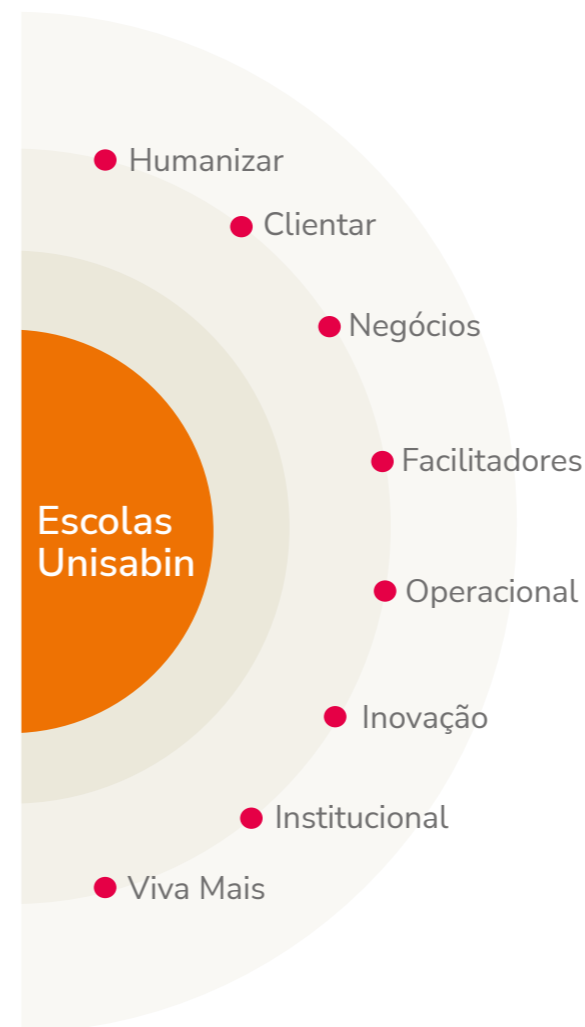 Humanizar
Clientar
Negócios
Facilitadores
Escolas
Unisabin
Operacional
Inovação
Institucional
Viva Mais